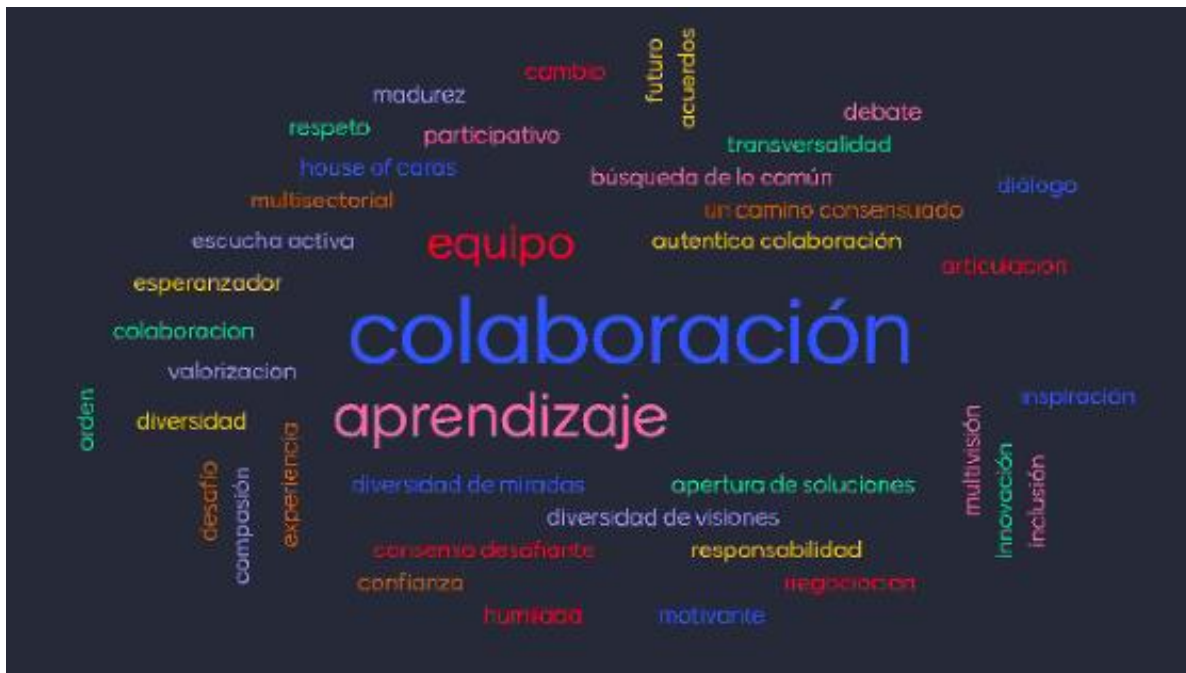 cambio
futuro
acuerdos
madurez
debate
respeto
participativo
transversalidad
house of caras
búsqueda de lo común
diálogo
multisectorial
un camino consensuado
escucha activa
equipo
autentica colaboración
articulacion
esperanzador
colaboración
colaboracion
valorizacion
inspiración
orden
diversidad
aprendizaje
multivisión
experiencia
innovación
inclusión
desafío
compasión
diversidad de miradas
apertura de soluciones
diversidad de visiones
consenso desafiante
responsabilidad
confianza
negociacion
humildad
motivante